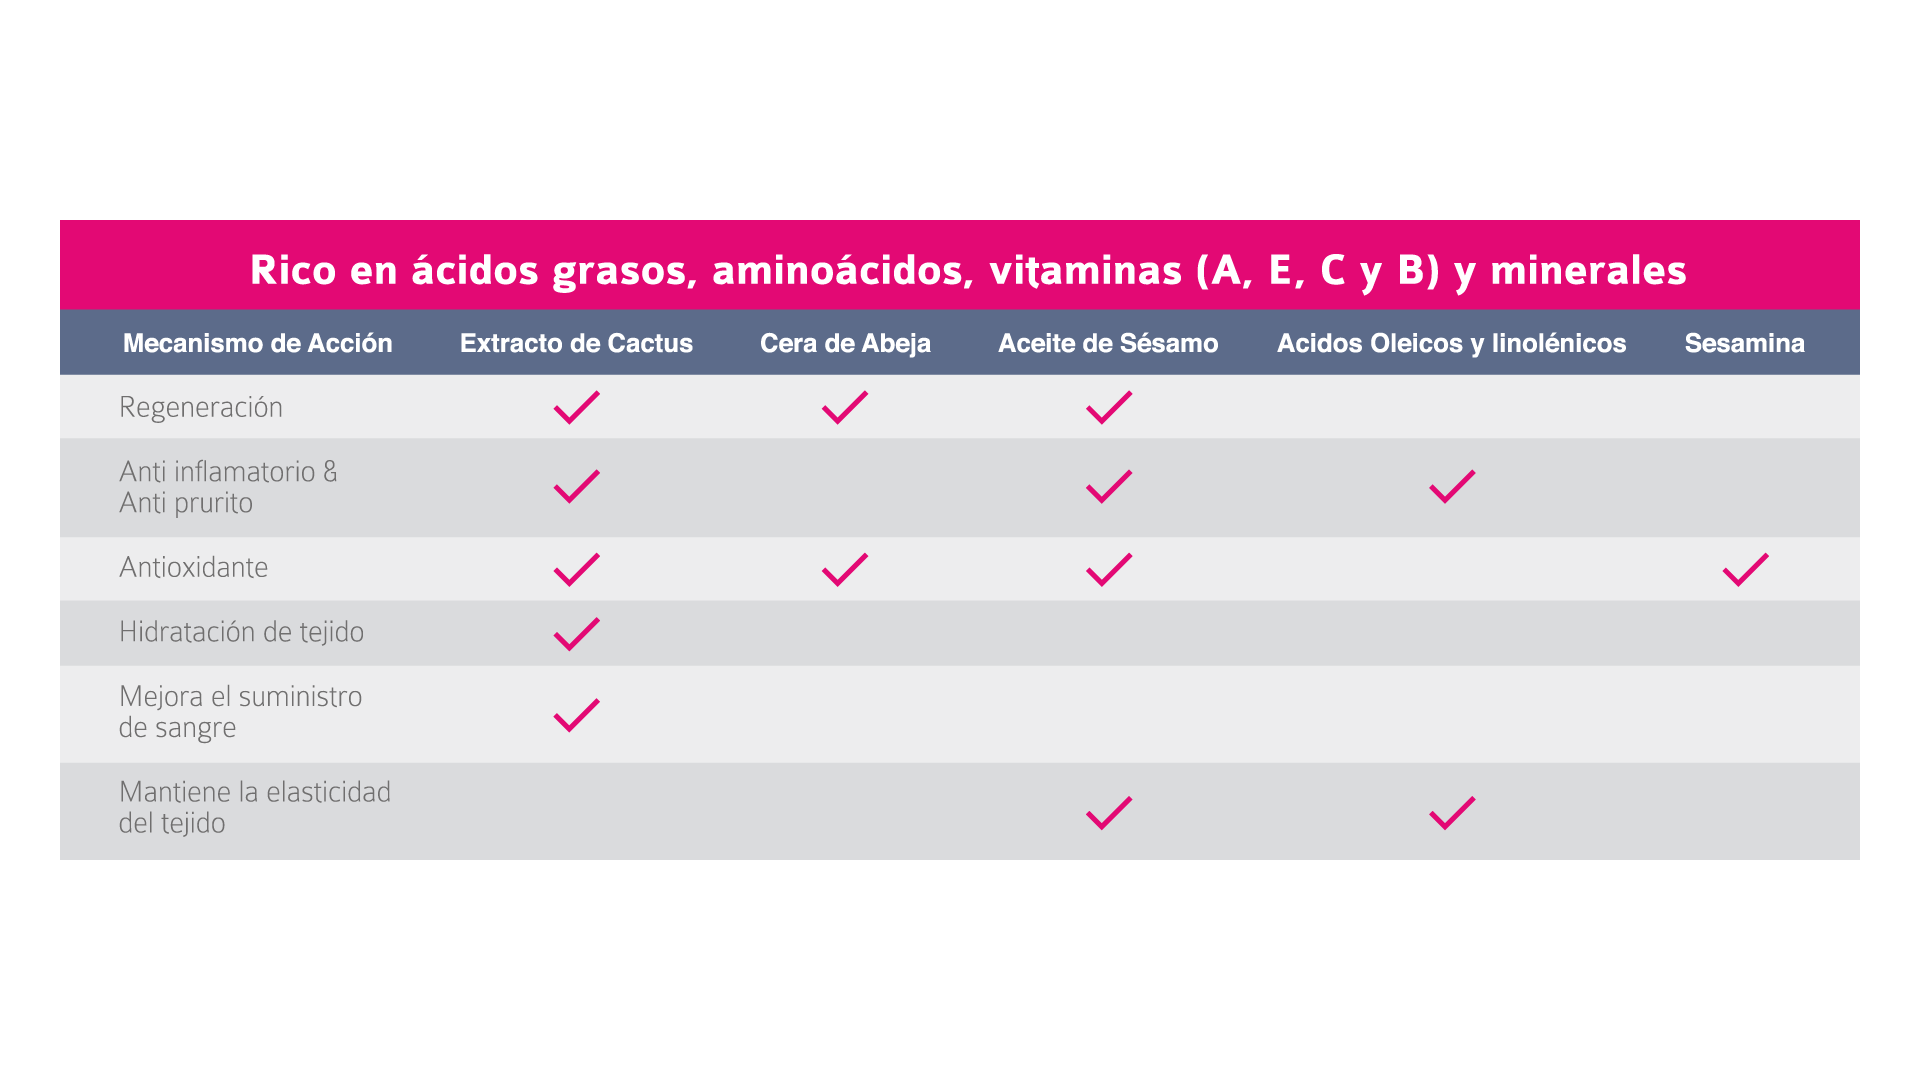 Rico en ácidos grasos, aminoácidos, vitaminas (A, E, C y B) y minerales
Mecanismo de Acción Extracto de Cactus Cera de Abeja Aceite de Sésamo Acidos Oleicos y linolénicos Sesamina
Regeneración
Anti inflamatorio &
Anti prurito
Antioxidante
Hidratación de tejido
Mejora el suministro
de sangre
Mantiene la elasticidad
del tejido